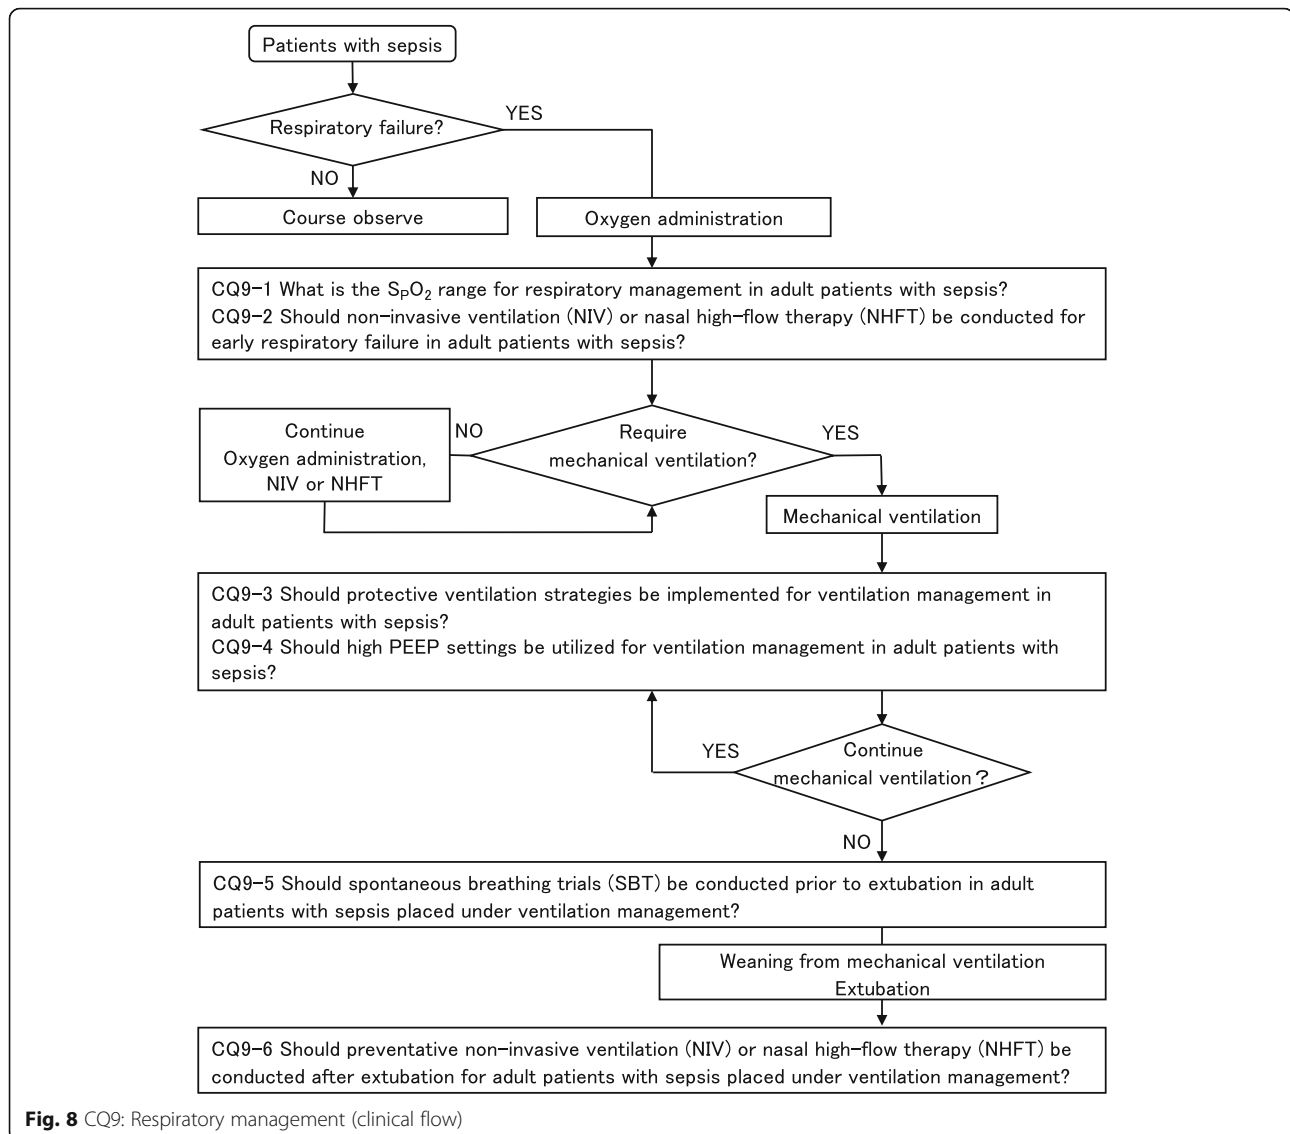 Patients with sepsis
Respiratory failure?
YES
NO
Course observe
Oxygen administration
CQ9-1 What is the SPO2 range for respiratory management in adult patients with sepsis?
CQ9-2 Should non-invasive ventilation (NIV) or nasal high-flow therapy (NHFT) be conducted for
early respiratory failure in adult patients with sepsis?
Continue
Oxygen administration,
NIV or NHFT
NO
Require
mechanical ventilation?
YES
Mechanical ventilation
CQ9-3 Should protective ventilation strategies be implemented for ventilation management in
adult patients with sepsis?
CQ9-4 Should high PEEP settings be utilized for ventilation management in adult patients with
sepsis?
YES
Continue
mechanical ventilation?
NO
CQ9-5 Should spontaneous breathing trials (SBT) be conducted prior to extubation in adult
patients with sepsis placed under ventilation management?
Weaning from mechanical ventilation
Extubation
CQ9-6 Should preventative non-invasive ventilation (NIV) or nasal high-flow therapy (NHFT) be
conducted after extubation for adult patients with sepsis placed under ventilation management?
Fig. 8 CQ9: Respiratory management (clinical flow)